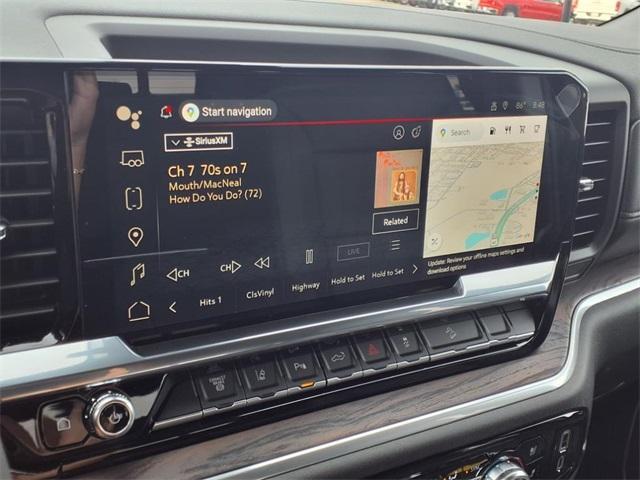 Start navigation
86° 8:48
SiriusXM
Search
Ch 7 70s on 7
Mouth/MacNeal
How Do You Do? (72)
Related
CH
CH
LIVE
Hits 1
ClsVinyl
Highway
Hold to Set
Hold to Set
Update: Review your offline maps settings and
download options